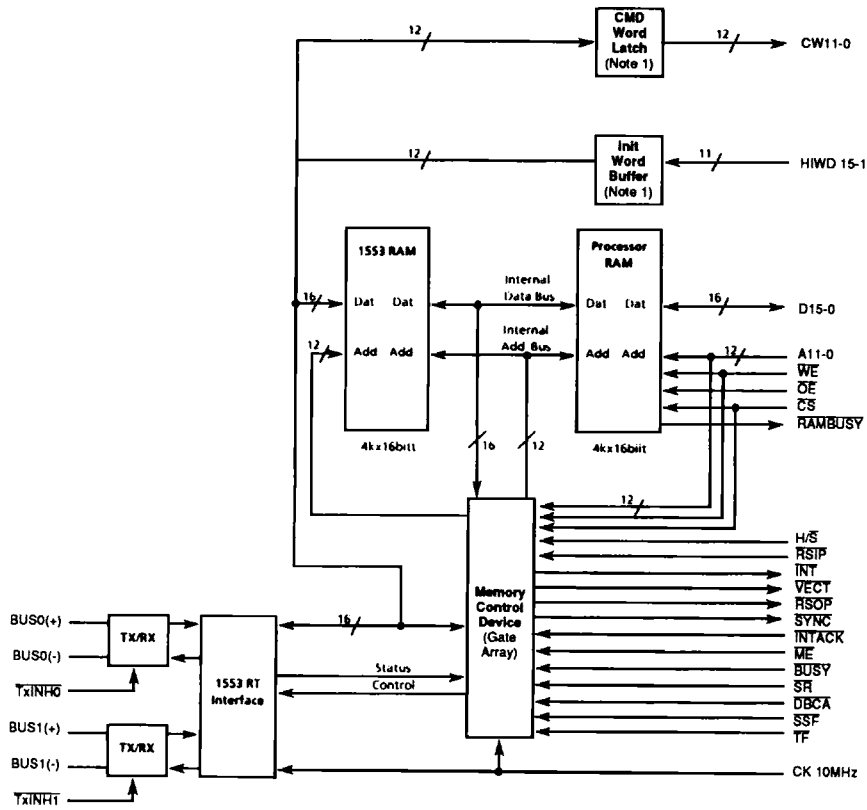 12
CMD
Word
Latch
(Note 1)
12
CW11-0
12
Init
Word
Buffer
(Note 1)
11
HIWD 15-1
1553 RAM
Processor
RAM
Internal
Data Bus
16
Dat Dat
Dat Dat
16
D15-0
Internal
Add Bus
12
Add Add
Add Add
12
A11-0
WE
OE
CS
RAMBUSY
4kx16bitt
4kx16biit
16
12
12
H/S
RSIP
INT
VECT
RSOP
SYNC
INTACK
ME
BUSY
SR
DBCA
SSF
TF
Memory
Control
Device
(Gate
Array)
16
BUS0(+)
TX/RX
BUS0(-)
TxINH0
1553 RT
Interface
Status
Control
BUS1(+)
TX/RX
BUS1(-)
TxINH1
CK 10MHz